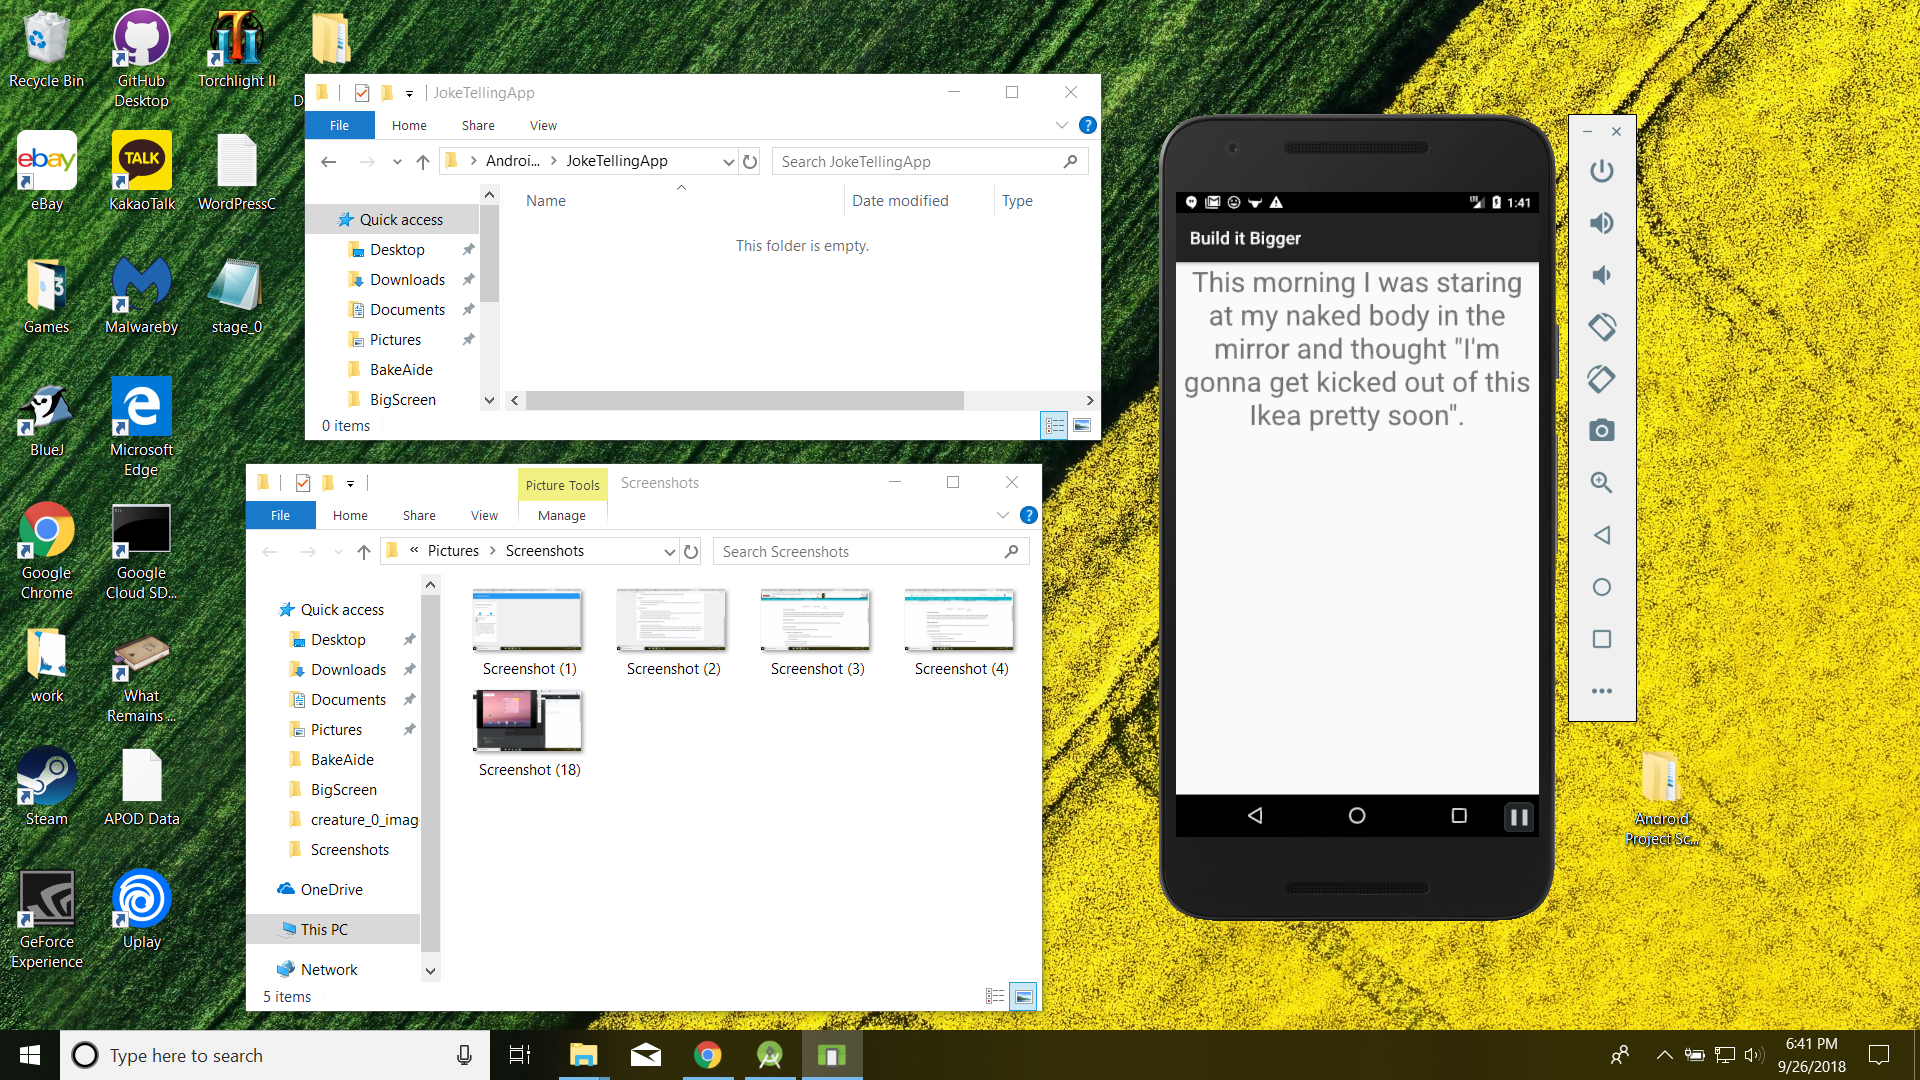 Recycle Bin
GitHub
Desktop
Torchlight II
D
eBay
KakaoTalk
WordPressC
Games
Malwareby
stage_0
BlueJ
Microsoft
Edge
Google
Chrome
Google
Cloud SD...
work
What
Remains ...
Steam
APOD Data
GeForce
Experience
Uplay
JokeTellingApp
File
Home
Share
View
Androi...
JokeTellingApp
Search JokeTellingApp
Name
Date modified
Type
This folder is empty.
Quick access
Desktop
Downloads
Documents
Pictures
BakeAide
BigScreen
0 items
Picture Tools
Screenshots
File
Home
Share
View
Manage
« Pictures
Screenshots
Search Screenshots
Quick access
Desktop
Downloads
Documents
Pictures
BakeAide
BigScreen
creature_0_imag
Screenshots
OneDrive
This PC
Network
Screenshot (1)
Screenshot (2)
Screenshot (3)
Screenshot (4)
Screenshot (18)
5 items
LTE
1:41
Build it Bigger
This morning I was staring
at my naked body in the
mirror and thought "I'm
gonna get kicked out of this
Ikea pretty soon".
Android
Project Sc...
Type here to search
6:41 PM
9/26/2018